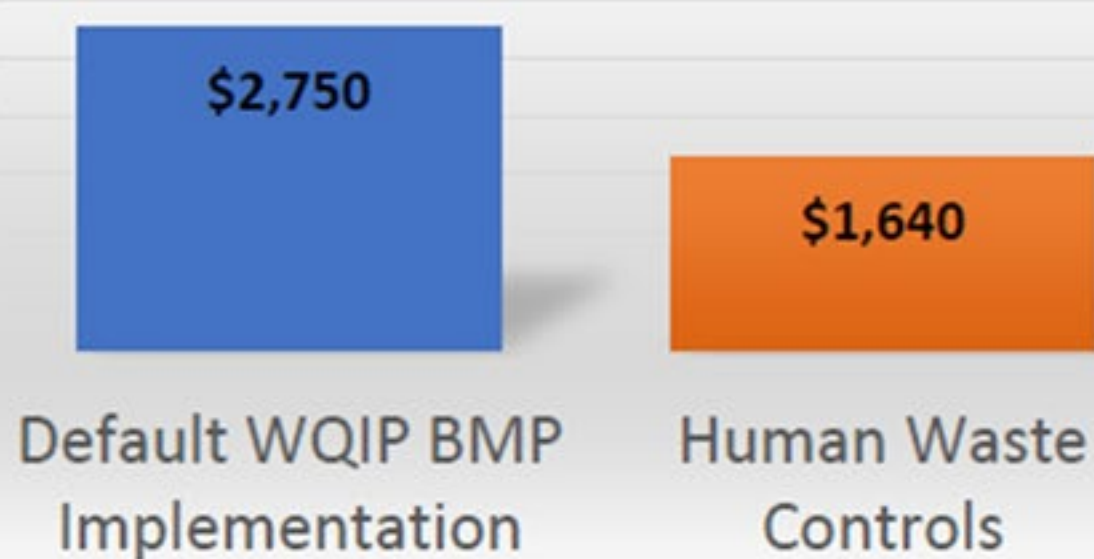 $2,750
$1,640
Default WQIP BMP
Implementation
Human Waste
Controls